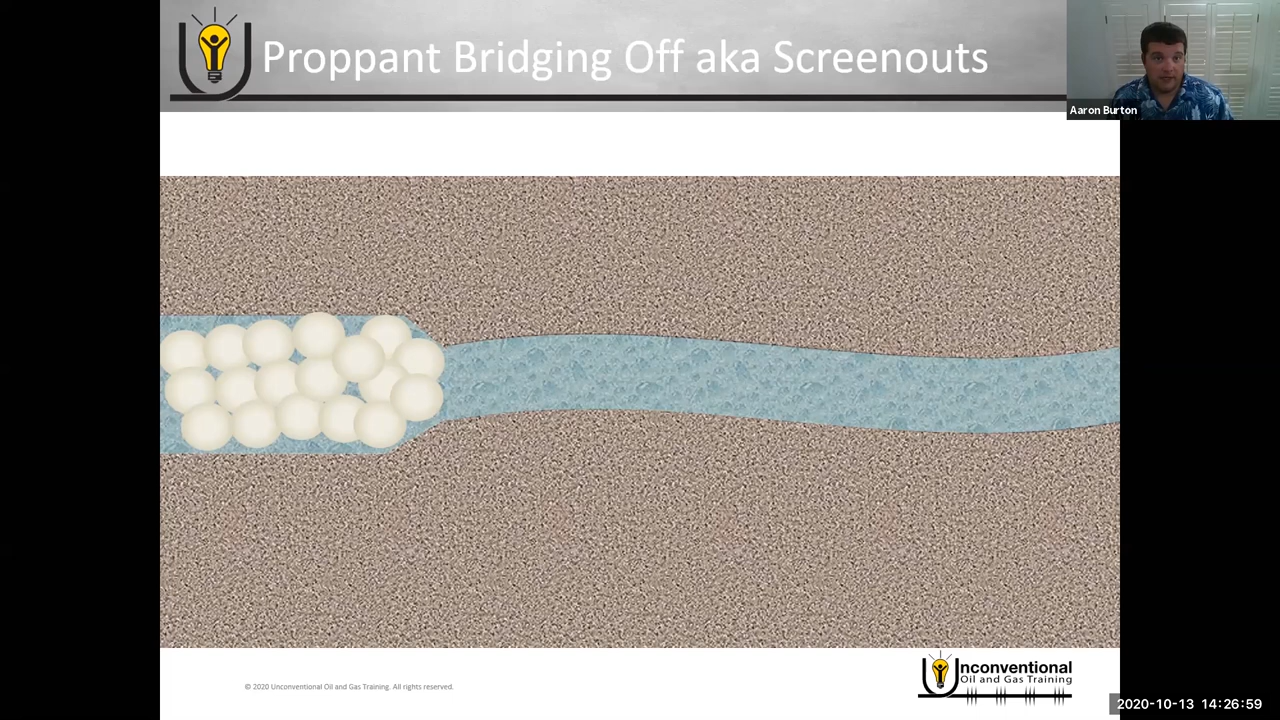 Proppant Bridging Off aka Screenouts
Aaron Burton
© 2020 Unconventional Oil and Gas Training. All rights reserved.
Unconventional
Oil and Gas Training
2020-10-13 14:26:59